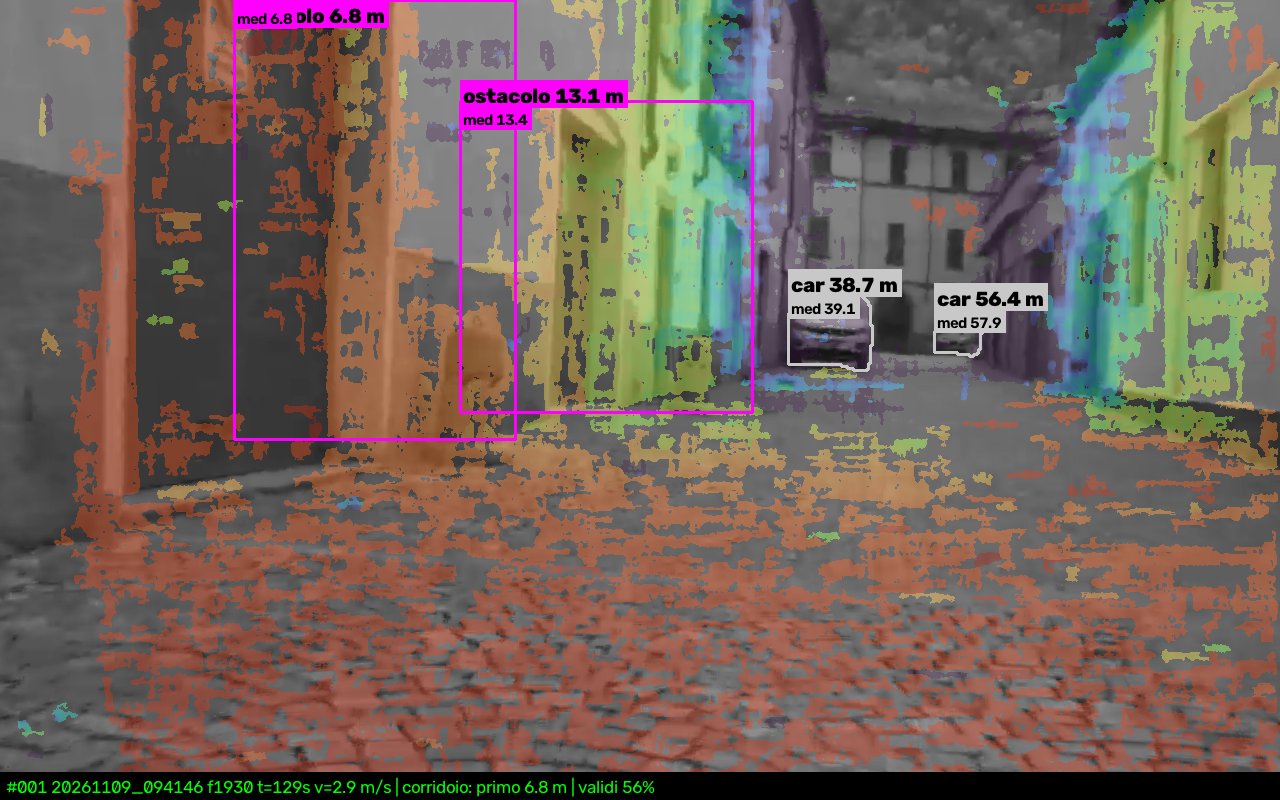 olo 6.8 m
med 6.8
ostacolo 13.1 m
med 13.4
car 38.7 m
med 39.1
car 56.4 m
med 57.9
#001 20261109_094146 f1930 t=129s v=2.9 m/s | corridoio: primo 6.8 m | validi 56%